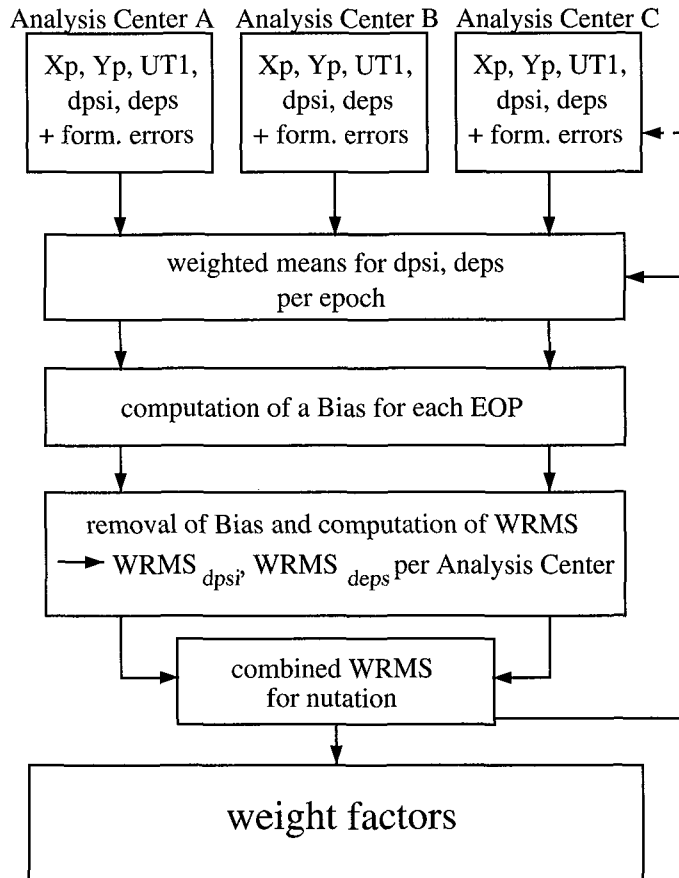 Analysis Center A
Analysis Center B
Analysis Center C
Xp, Yp, UT1,
dpsi, deps
+ form. errors
Xp, Yp, UT1,
dpsi, deps
+ form. errors
Xp, Yp, UT1,
dpsi, deps
+ form. errors
weighted means for dpsi, deps
per epoch
computation of a Bias for each EOP
removal of Bias and computation of WRMS
WRMS dpsi, WRMS deps per Analysis Center
combined WRMS
for nutation
weight factors